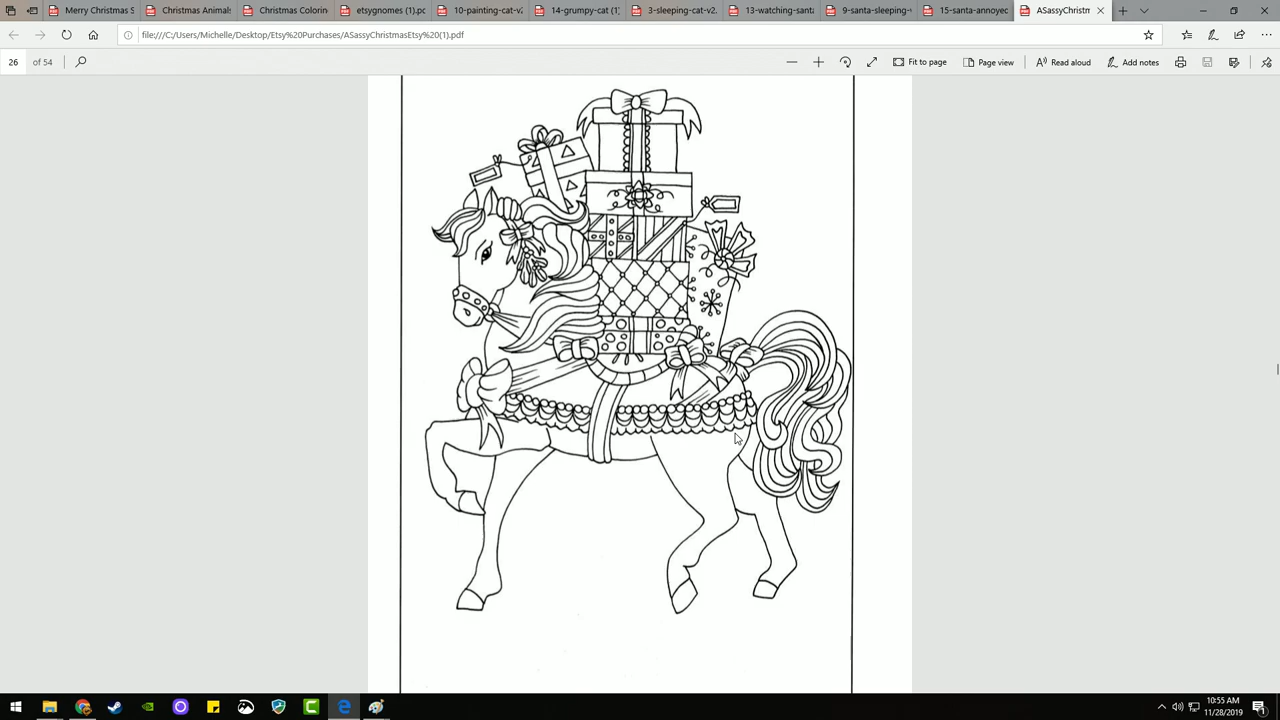 Merry Christmas S
Christmas Animals
Christmas Colorin
etsygnomes (1).pc
10-painting-cat-v
14-grumpy-cat (1)
3-sleeping-cat-v2.
13-watching-santa
9-santa-sleeping-
15-santa-annoyec
ASassyChristm
file:///C:/Users/Michelle/Desktop/Etsy%20Purchases/ASassyChristmasEtsy%20(1).pdf
26 of 54
Fit to page
Page view
Read aloud
Add notes
10:55 AM
11/28/2019